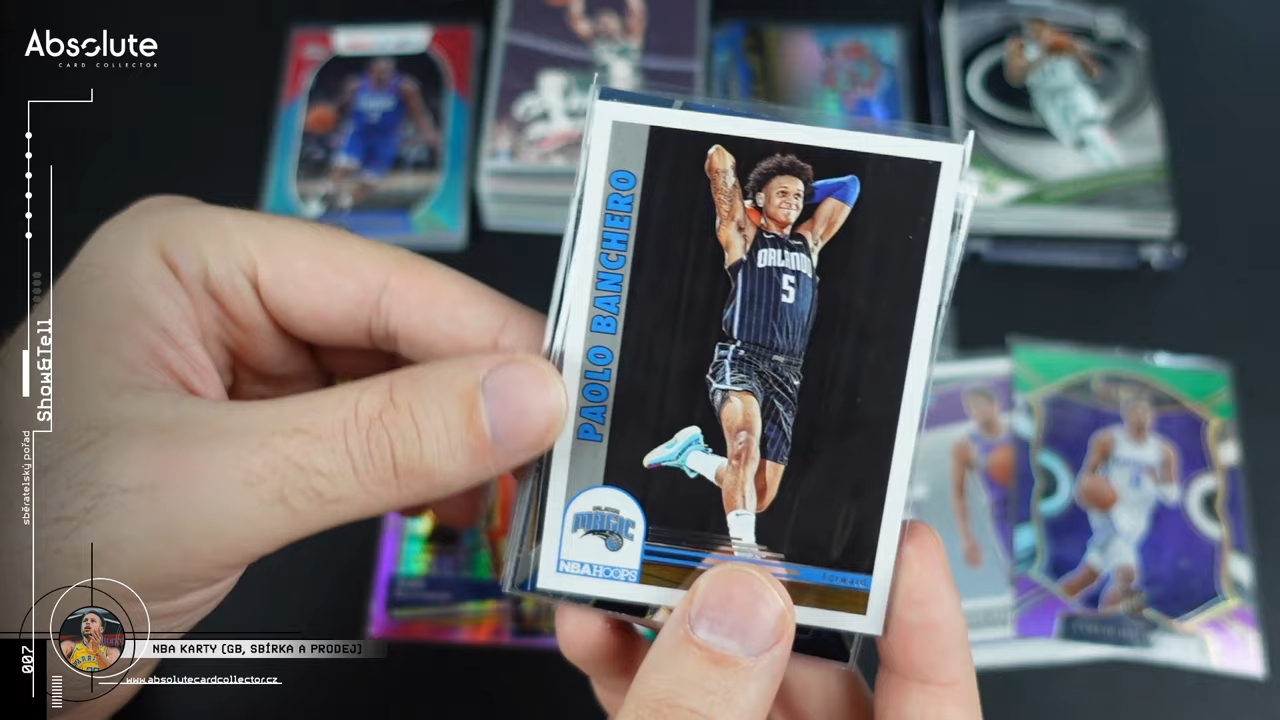 Absolute
CARD COLLECTOR
Show&Tell
sběratelský pořad
007
NBA KARTY (GB, SBÍRKA A PRODEJ)
www.absolutecardcollector.cz
PAOLO BANCHERO
ORLANDO
5
ORLANDO
MAGIC
NBA HOOPS
Forward